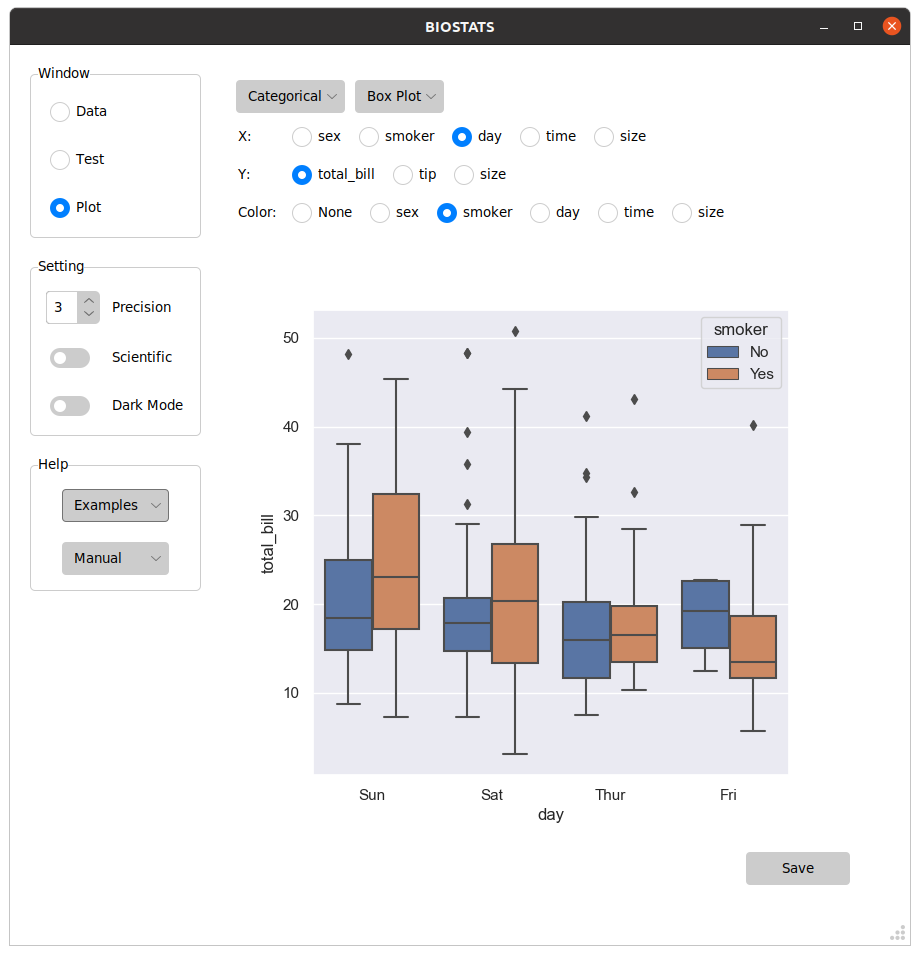 BIOSTATS
Window
Data
Test
Plot
Setting
3 Precision
Scientific
Dark Mode
Help
Examples
Manual
Categorical Box Plot
X: sex smoker day time size
Y: total_bill tip size
Color: None sex smoker day time size
smoker
No
Yes
50
40
30
20
10
total_bill
Sun Sat Thur Fri
day
Save